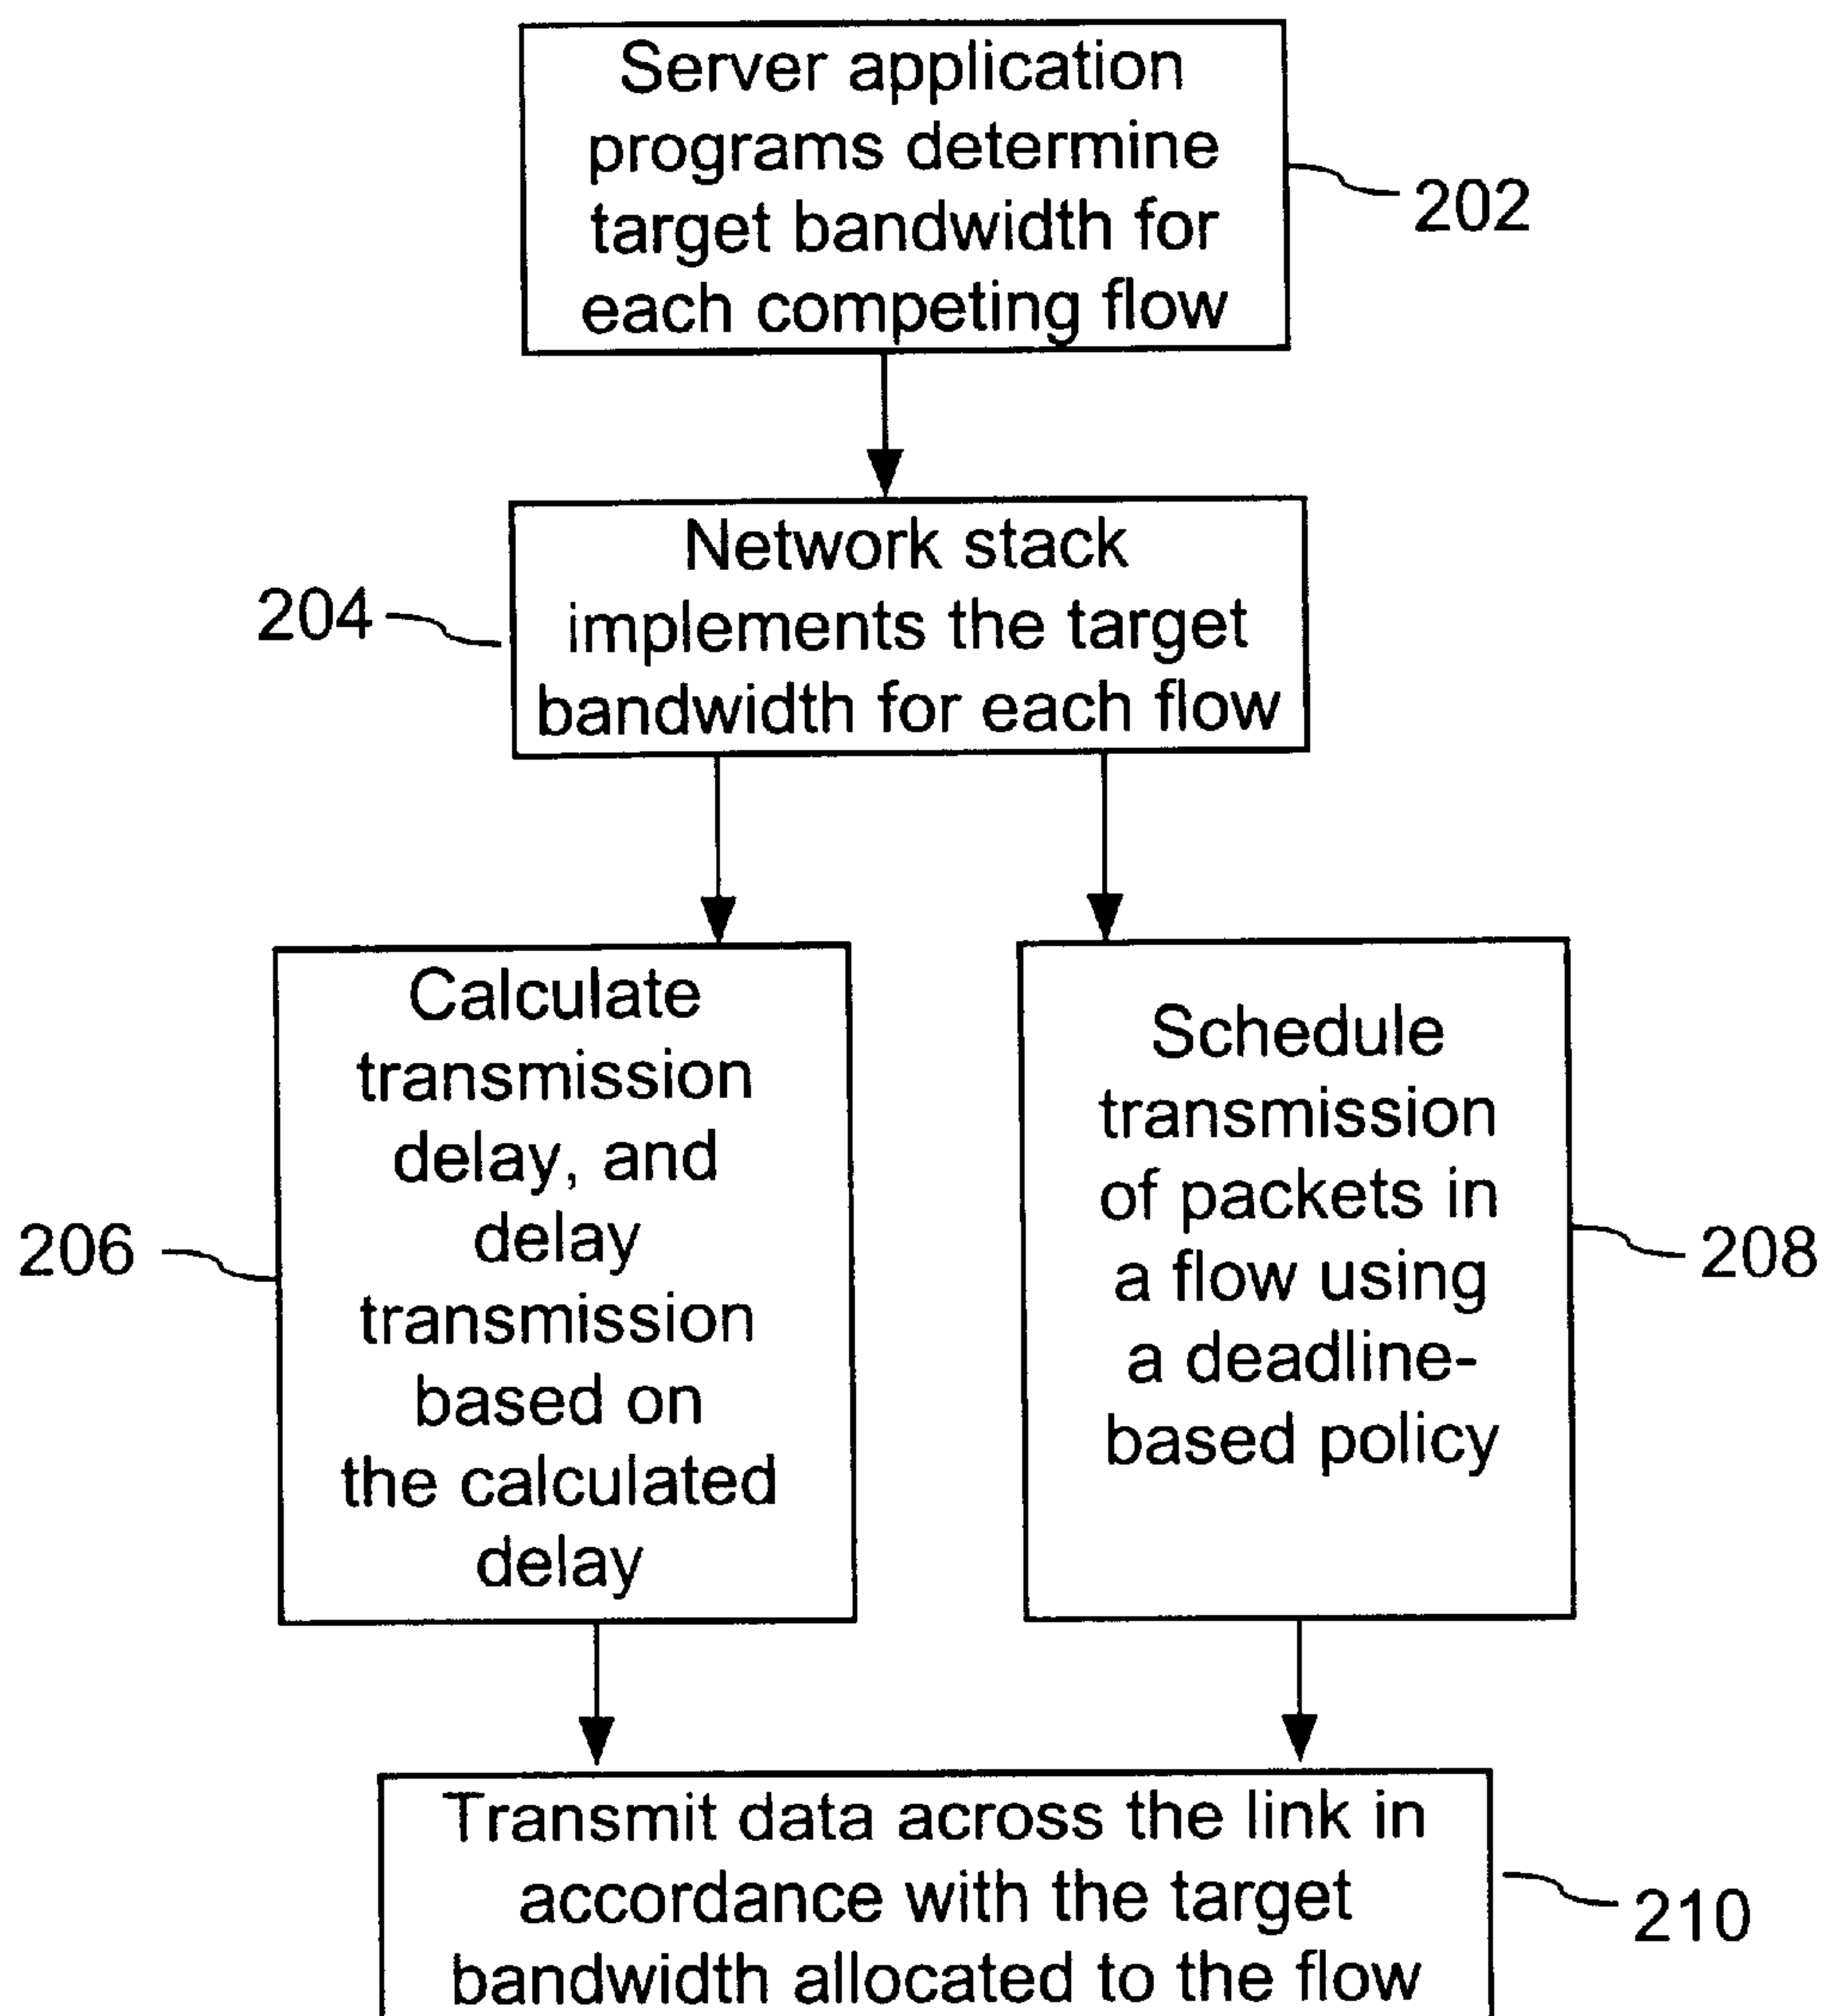 Server application
programs determine
target bandwidth for
each competing flow
202
Network stack
implements the target
bandwidth for each flow
204
Calculate
transmission
delay, and
delay
transmission
based on
the calculated
delay
206
Schedule
transmission
of packets in
a flow using
a deadline-
based policy
208
Transmit data across the link in
accordance with the target
bandwidth allocated to the flow
210